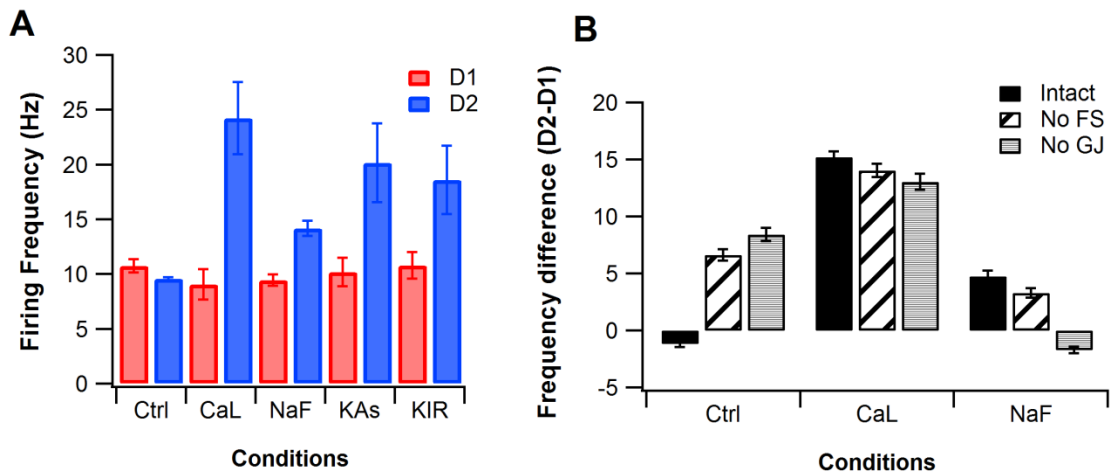 A
Firing Frequency (Hz)
30
25
20
15
10
5
0
D1
D2
Ctrl CaL NaF KAs KIR
Conditions
B
Frequency difference (D2-D1)
20
15
10
5
0
-5
Intact
No FS
No GJ
Ctrl CaL NaF
Conditions